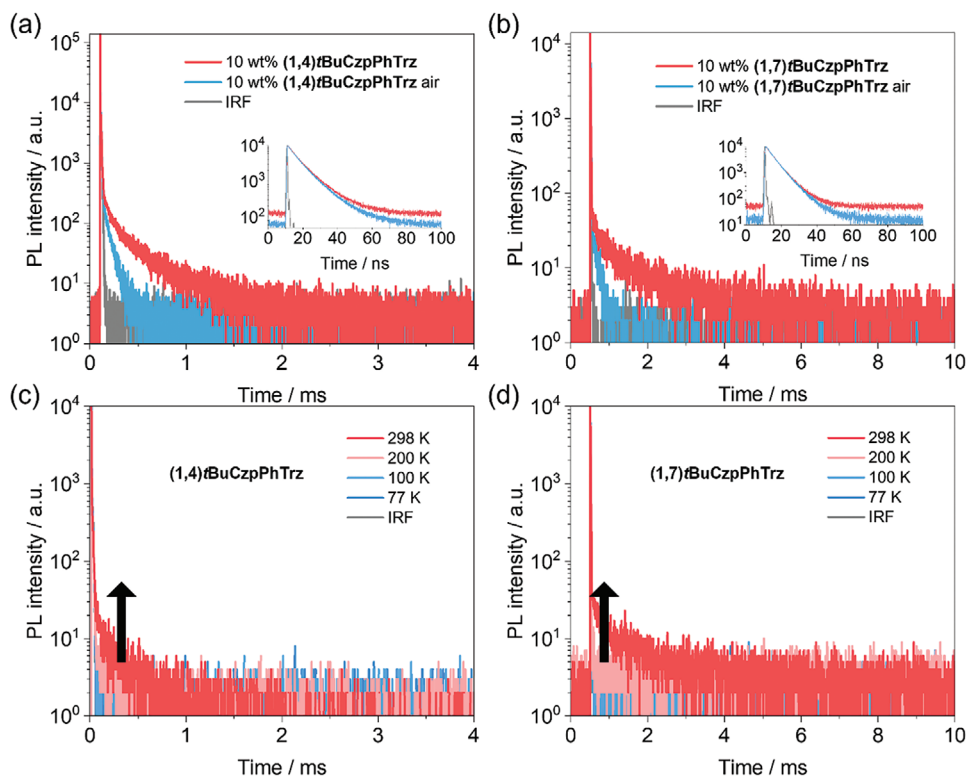 (a)
PL intensity / a.u.
10⁵
10⁴
10³
10²
10¹
10⁰
10 wt% (1,4)tBuCzpPhTrz
10 wt% (1,4)tBuCzpPhTrz air
IRF
10⁴
10³
10²
0 20 40 60 80 100
Time / ns
0 1 2 3 4
Time / ms
(b)
PL intensity / a.u.
10⁴
10³
10²
10¹
10⁰
10 wt% (1,7)tBuCzpPhTrz
10 wt% (1,7)tBuCzpPhTrz air
IRF
10⁴
10³
10²
10¹
0 20 40 60 80 100
Time / ns
0 2 4 6 8 10
Time / ms
(c)
PL intensity / a.u.
10⁴
10³
10²
10¹
10⁰
(1,4)tBuCzpPhTrz
298 K
200 K
100 K
77 K
IRF
0 1 2 3 4
Time / ms
(d)
PL intensity / a.u.
10⁴
10³
10²
10¹
10⁰
(1,7)tBuCzpPhTrz
298 K
200 K
100 K
77 K
IRF
0 2 4 6 8 10
Time / ms